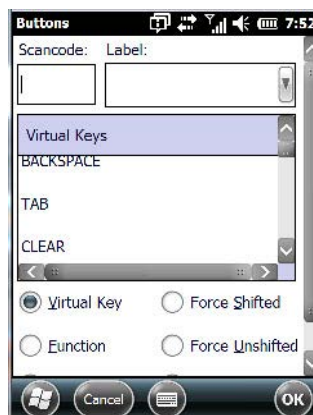 Buttons 7:52
Scancode: Label:
Virtual Keys
BACKSPACE
TAB
CLEAR
Virtual Key Force Shifted
Function Force Unshifted
Cancel OK